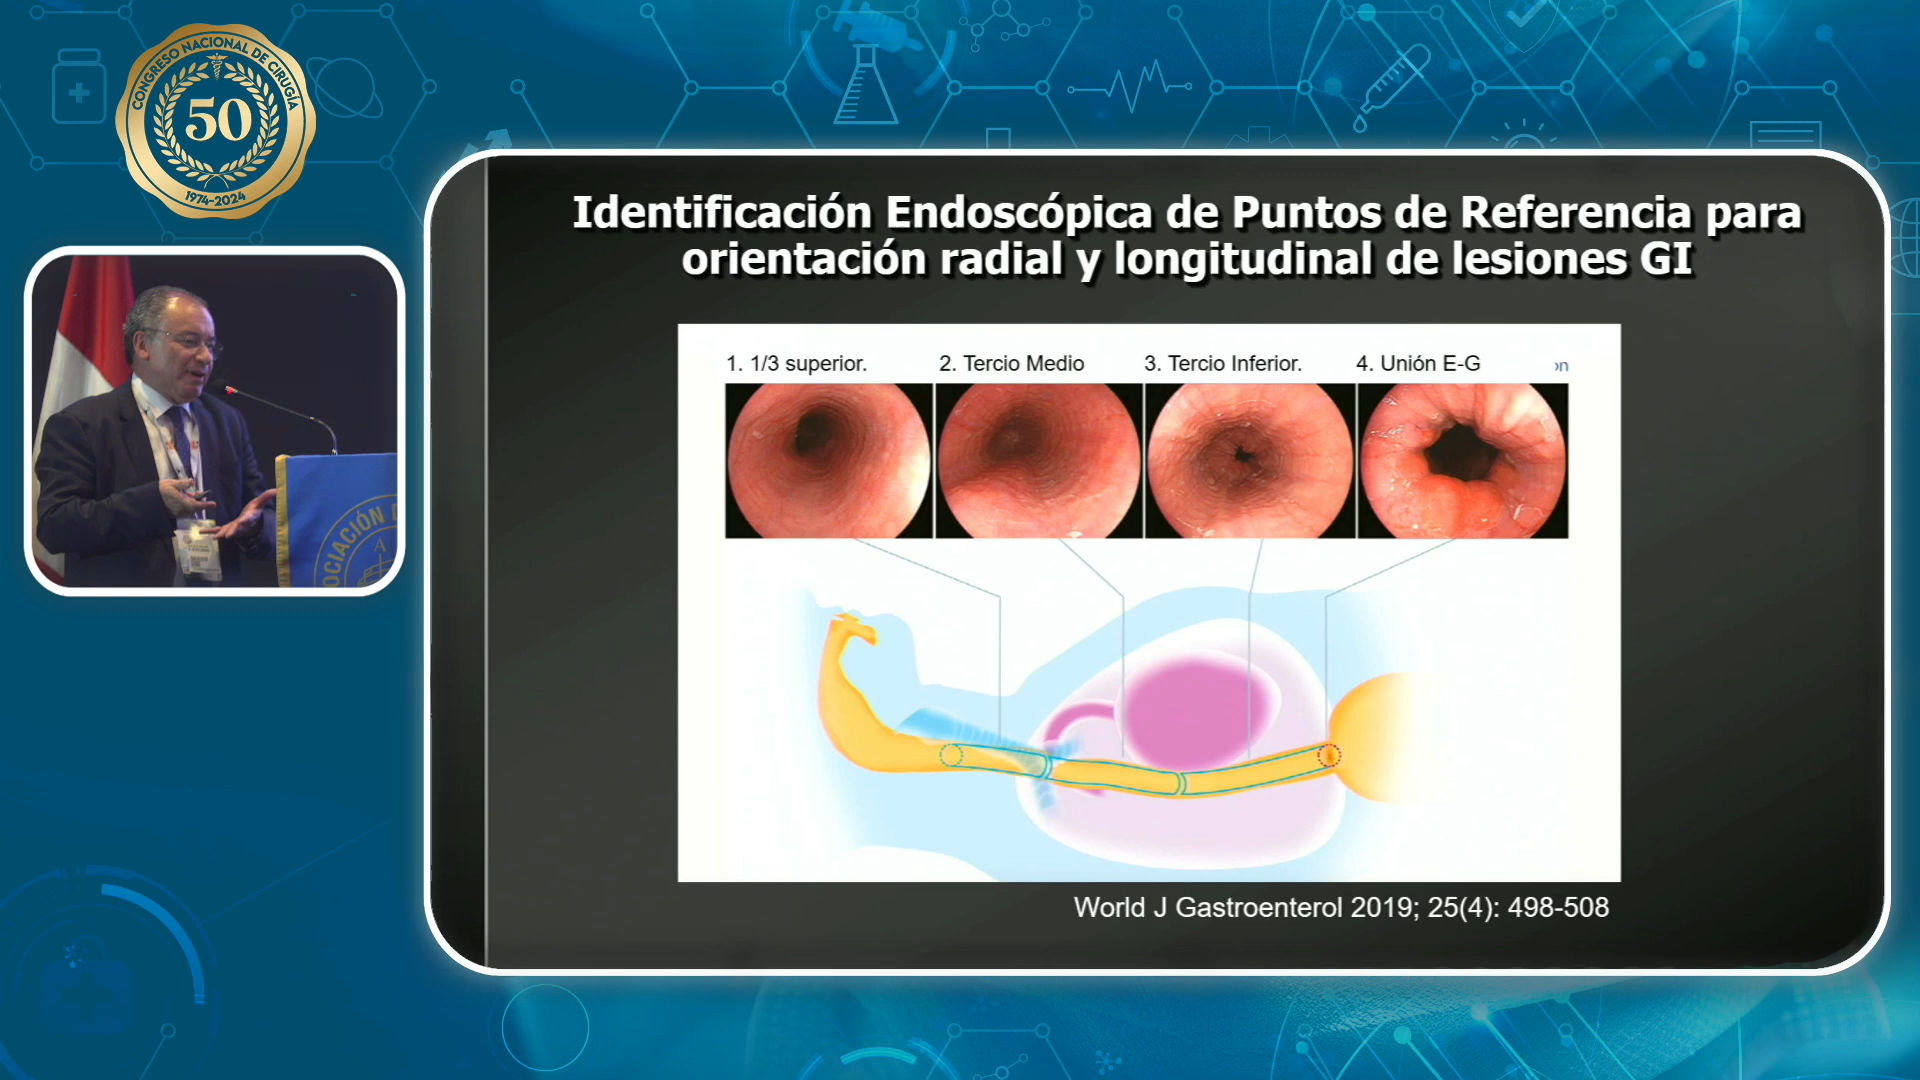 CONGRESO NACIONAL DE CIRUGÍA
50
1974-2024
Identificación Endoscópica de Puntos de Referencia para
orientación radial y longitudinal de lesiones GI
1. 1/3 superior.
2. Tercio Medio
3. Tercio Inferior.
4. Unión E-G
on
World J Gastroenterol 2019; 25(4): 498-508